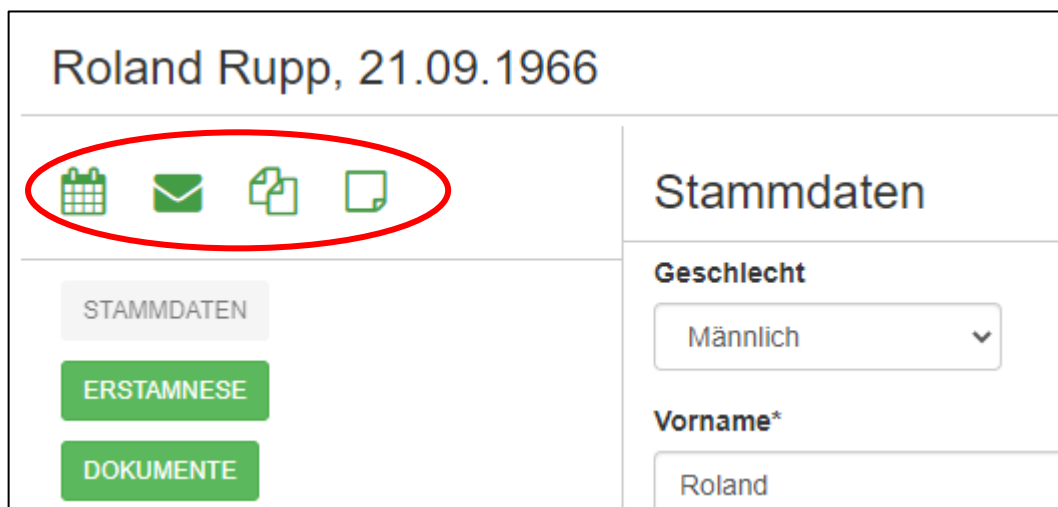 Roland Rupp, 21.09.1966
STAMMDATEN
ERSTAMNESE
DOKUMENTE
Stammdaten
Geschlecht
Männlich
Vorname*
Roland